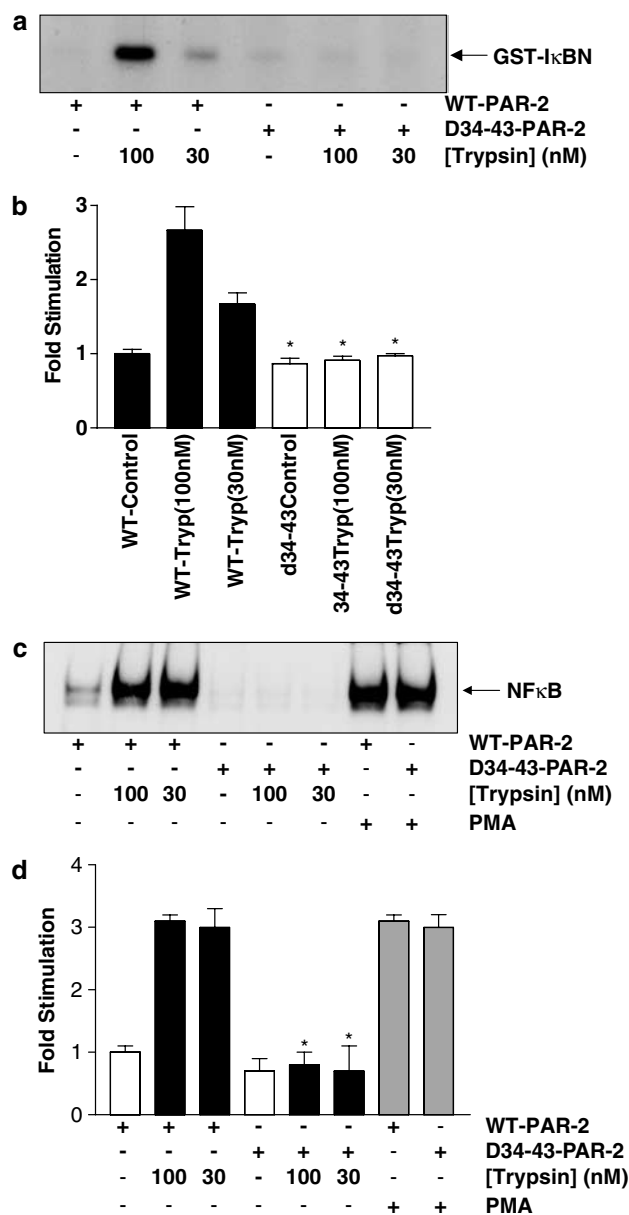 a
GST-IκBN
+ + + - - - WT-PAR-2
- - - + + + D34-43-PAR-2
- 100 30 - 100 30 [Trypsin] (nM)
b
Fold Stimulation
3
2
1
0
* * *
WT-Control
WT-Tryp(100nM)
WT-Tryp(30nM)
d34-43Control
34-43Tryp(100nM)
d34-43Tryp(30nM)
c
NFκB
+ + + - - - + - WT-PAR-2
- - - + + + - + D34-43-PAR-2
- 100 30 - 100 30 - - [Trypsin] (nM)
- - - - - - + + PMA
d
Fold Stimulation
4
3
2
1
0
* *
+ + + - - - + - WT-PAR-2
- - - + + + - + D34-43-PAR-2
- 100 30 - 100 30 - - [Trypsin] (nM)
- - - - - - + + PMA